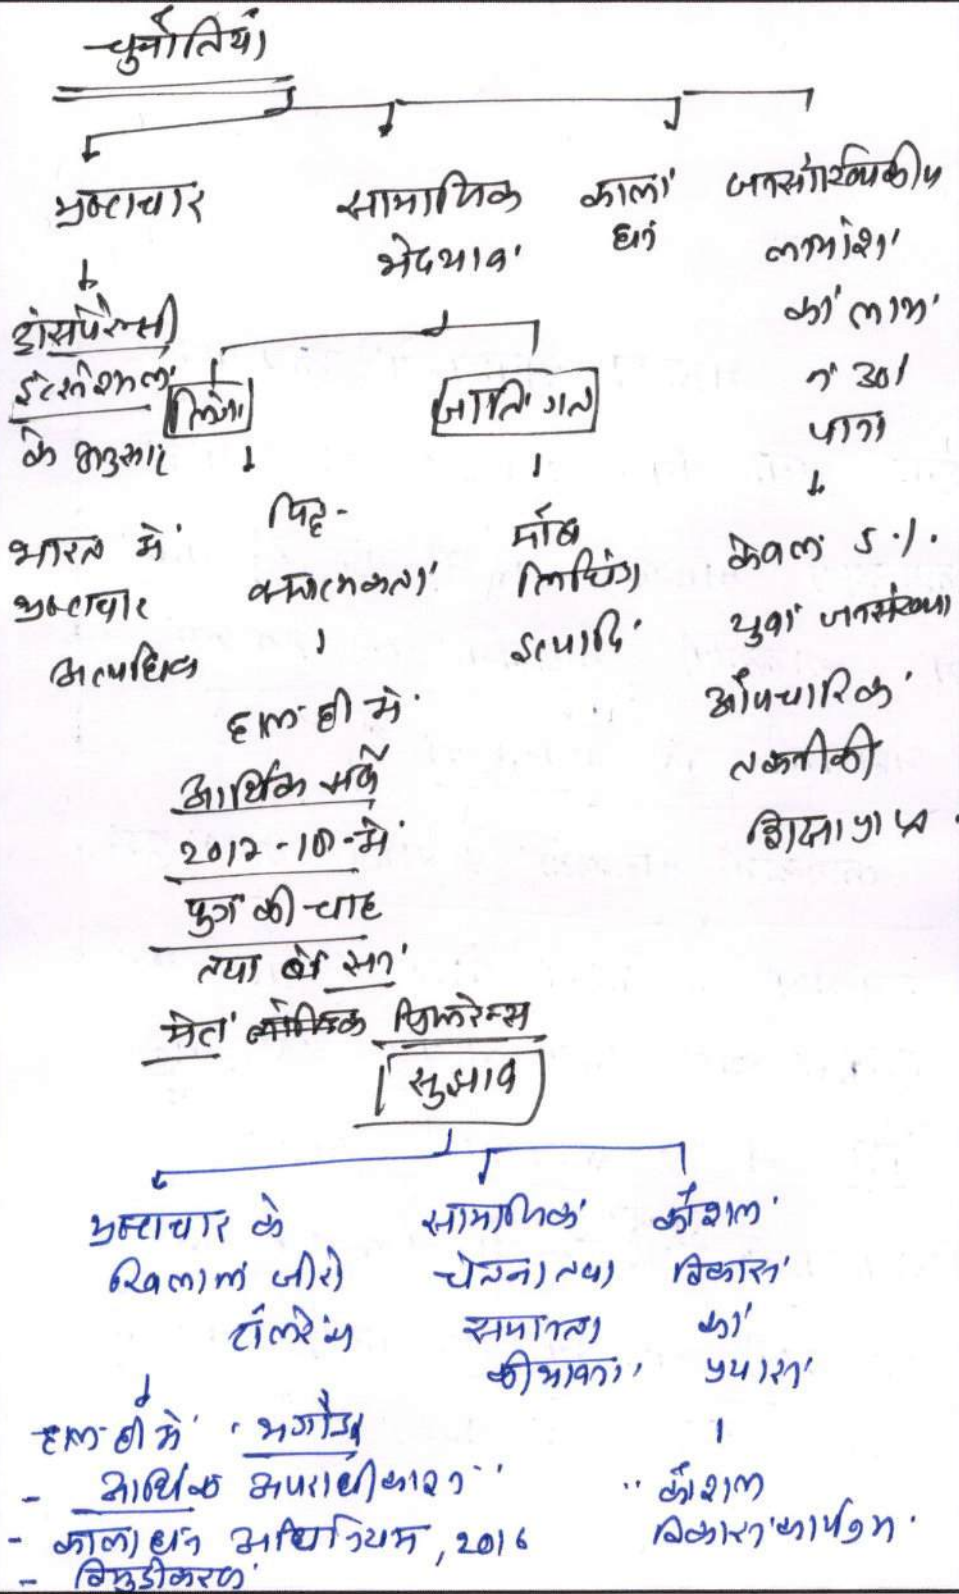 चुनौतियां
भ्रष्टाचार
ट्रांसपेरेन्सी
इंटरनेशनल
के अनुसार
भारत में
भ्रष्टाचार
अत्यधिक
सामाजिक
भेदभाव
लिंग
पितृ-
सत्तात्मकता
हाल ही में
आर्थिक सर्वे
2017-18 में
पुत्र की चाह
तथा सन
मेटा प्रिफरेन्स
जातिगत
मॉब
लिंचिंग
इत्यादि
काला
धन
जनसांख्यिकीय
लाभांश
का लाभ
न उठा
पाना
केवल 5%
युवा जनसंख्या
औपचारिक
तकनीकी
शिक्षा प्राप्त
सुझाव
भ्रष्टाचार के
खिलाफ जीरो
टॉलरेंस
हाल ही में भगौड़ा
- आर्थिक अपराधी कानून
- काला धन अधिनियम, 2016
- विमुद्रीकरण
सामाजिक
चेतना तथा
समानता
की भावना
कौशल
विकास
का
प्रयास
कौशल
विकास कार्यक्रम